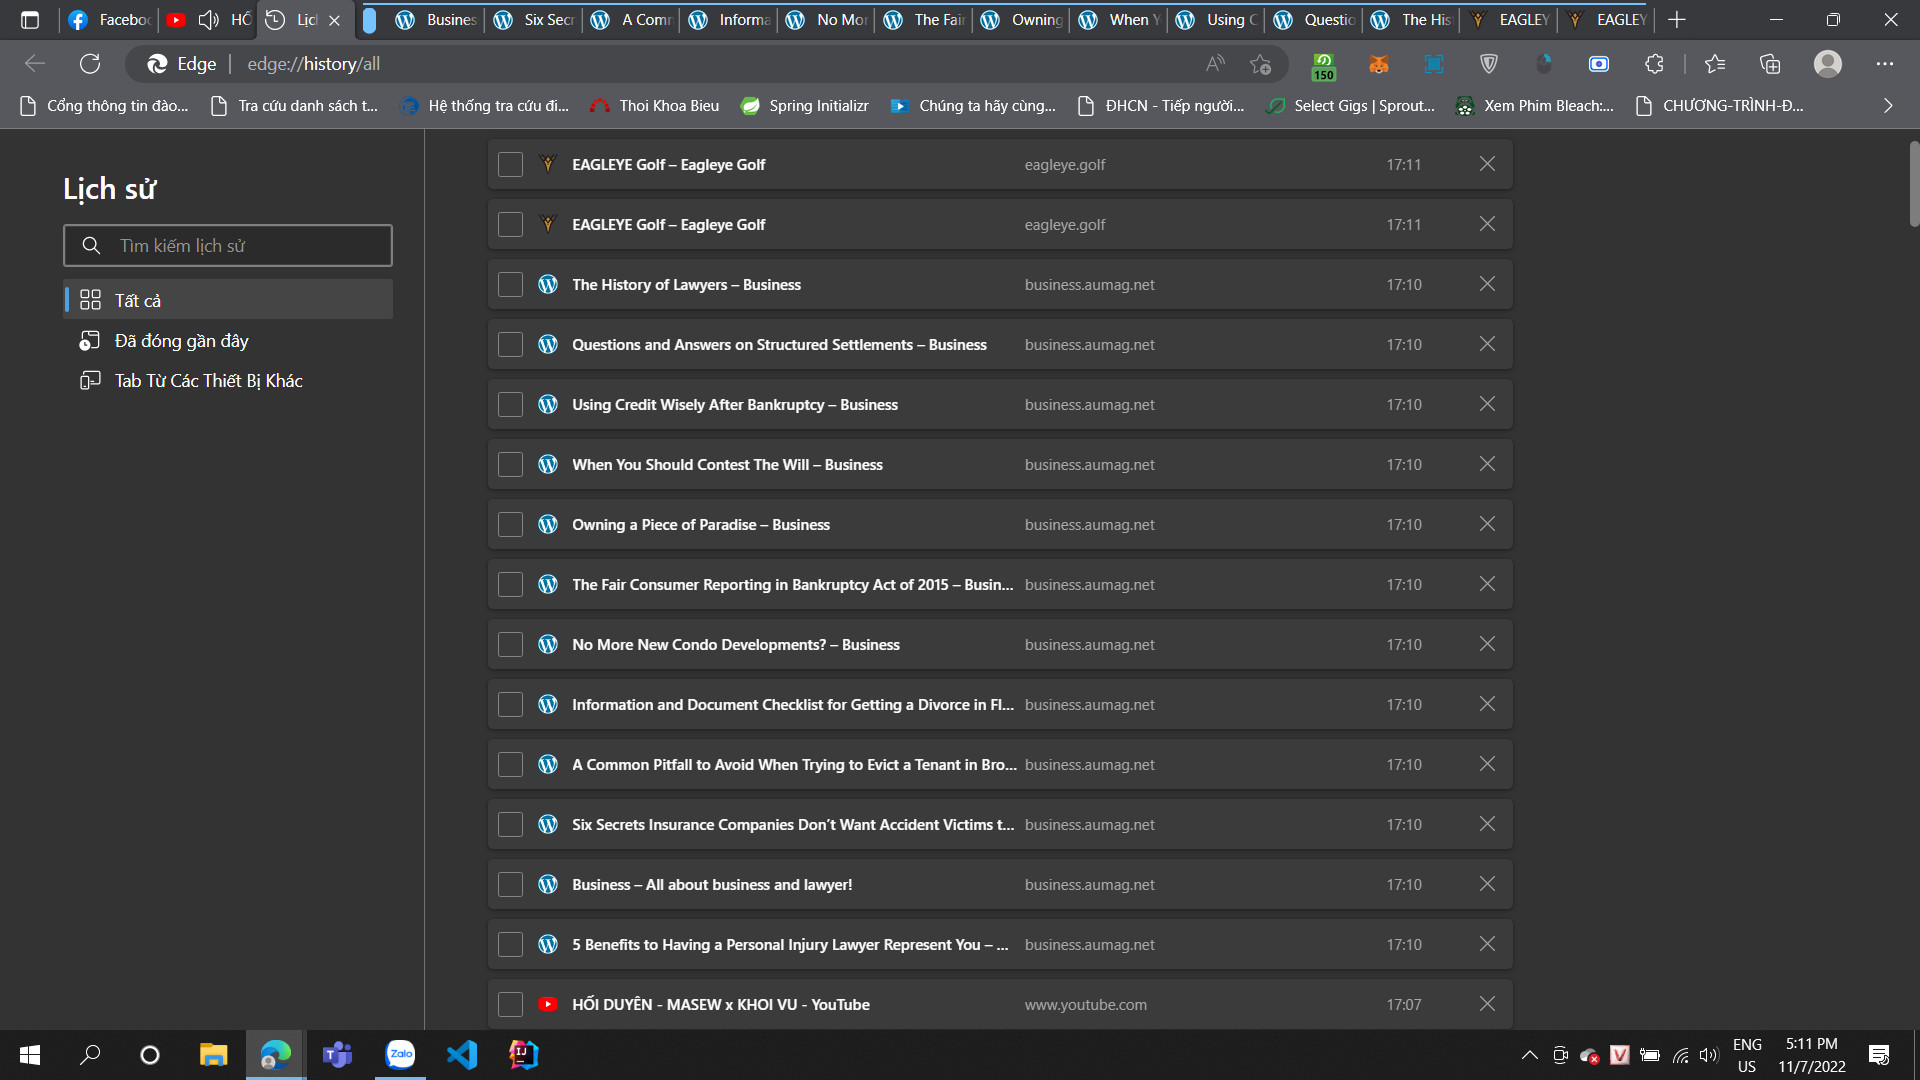 Facebo
HỐ
Lịc
Busines
Six Secr
A Comr
Informa
No Mor
The Fair
Owning
When Y
Using C
Questio
The His
EAGLEY
EAGLEY
Edge
edge://history/all
150
Cổng thông tin đào...
Tra cứu danh sách t...
Hệ thống tra cứu đi...
Thoi Khoa Bieu
Spring Initializr
Chúng ta hãy cùng...
ĐHCN - Tiếp người...
Select Gigs | Sprout...
Xem Phim Bleach:...
CHƯƠNG-TRÌNH-Đ...
Lịch sử
Tìm kiếm lịch sử
Tất cả
Đã đóng gần đây
Tab Từ Các Thiết Bị Khác
EAGLEYE Golf – Eagleye Golf eagleye.golf 17:11
EAGLEYE Golf – Eagleye Golf eagleye.golf 17:11
The History of Lawyers – Business business.aumag.net 17:10
Questions and Answers on Structured Settlements – Business business.aumag.net 17:10
Using Credit Wisely After Bankruptcy – Business business.aumag.net 17:10
When You Should Contest The Will – Business business.aumag.net 17:10
Owning a Piece of Paradise – Business business.aumag.net 17:10
The Fair Consumer Reporting in Bankruptcy Act of 2015 – Busin... business.aumag.net 17:10
No More New Condo Developments? – Business business.aumag.net 17:10
Information and Document Checklist for Getting a Divorce in Fl... business.aumag.net 17:10
A Common Pitfall to Avoid When Trying to Evict a Tenant in Bro... business.aumag.net 17:10
Six Secrets Insurance Companies Don’t Want Accident Victims t... business.aumag.net 17:10
Business – All about business and lawyer! business.aumag.net 17:10
5 Benefits to Having a Personal Injury Lawyer Represent You – ... business.aumag.net 17:10
HỐI DUYÊN - MASEW x KHOI VU - YouTube www.youtube.com 17:07
Zalo
ENG
US
5:11 PM
11/7/2022